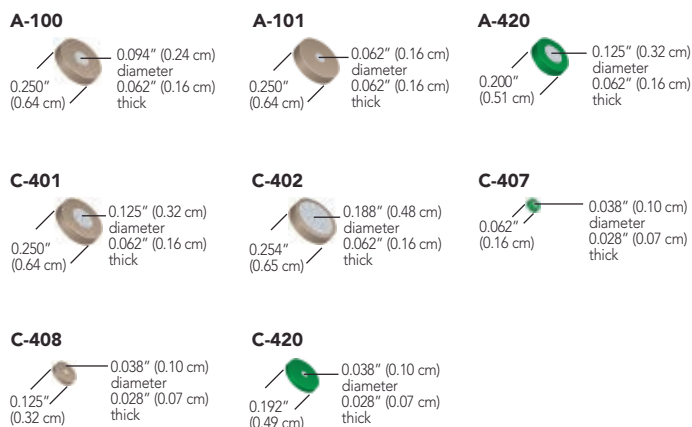 A-100
0.094" (0.24 cm)
diameter
0.062" (0.16 cm)
thick
0.250"
(0.64 cm)
A-101
0.062" (0.16 cm)
diameter
0.062" (0.16 cm)
thick
0.250"
(0.64 cm)
A-420
0.125" (0.32 cm)
diameter
0.062" (0.16 cm)
thick
0.200"
(0.51 cm)
C-401
0.125" (0.32 cm)
diameter
0.062" (0.16 cm)
thick
0.250"
(0.64 cm)
C-402
0.188" (0.48 cm)
diameter
0.062" (0.16 cm)
thick
0.254"
(0.65 cm)
C-407
0.038" (0.10 cm)
diameter
0.028" (0.07 cm)
thick
0.062"
(0.16 cm)
C-408
0.038" (0.10 cm)
diameter
0.028" (0.07 cm)
thick
0.125"
(0.32 cm)
C-420
0.038" (0.10 cm)
diameter
0.028" (0.07 cm)
thick
0.192"
(0.49 cm)